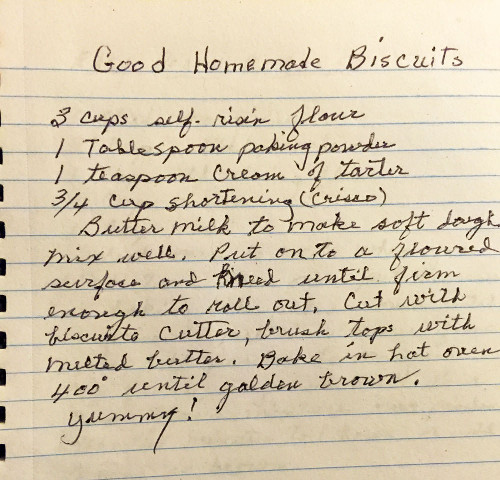 Good Homemade Biscuits
3 cups self-risin flour
1 Tablespoon paking powder
1 teaspoon cream of tarter
3/4 cup shortening (crisco)
Butter milk to make soft dough
mix well. Put on to a floured
surface and kneed until firm
enough to roll out. Cut with
biscuits cutter, brush tops with
melted butter. Bake in hot oven
400° until golden brown.
yummy!